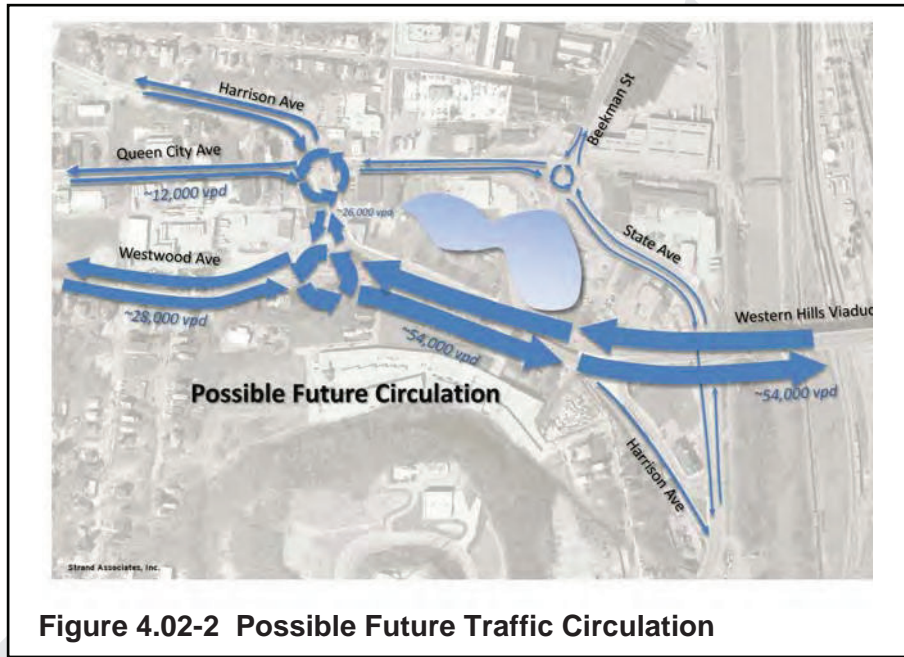 Harrison Ave
Beekman St
Queen City Ave
~12,000 vpd
~26,000 vpd
State Ave
Westwood Ave
~28,000 vpd
Western Hills Viaduc
~54,000 vpd
~54,000 vpd
Possible Future Circulation
Harrison Ave
Strand Associates, Inc.
Figure 4.02-2 Possible Future Traffic Circulation